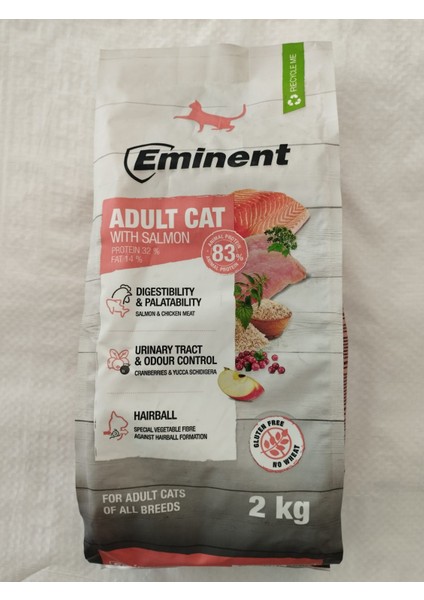 RECYCLE ME
Eminent
ADULT CAT
WITH SALMON
PROTEIN 32 %
FAT 14 %
83%
ANIMAL PROTEIN
DIGESTIBILITY
& PALATABILITY
SALMON & CHICKEN MEAT
URINARY TRACT
& ODOUR CONTROL
CRANBERRIES & YUCCA SCHIDIGERA
HAIRBALL
SPECIAL VEGETABLE FIBRE
AGAINST HAIRBALL FORMATION
GLUTEN FREE
NO WHEAT
FOR ADULT CATS
OF ALL BREEDS
2 kg